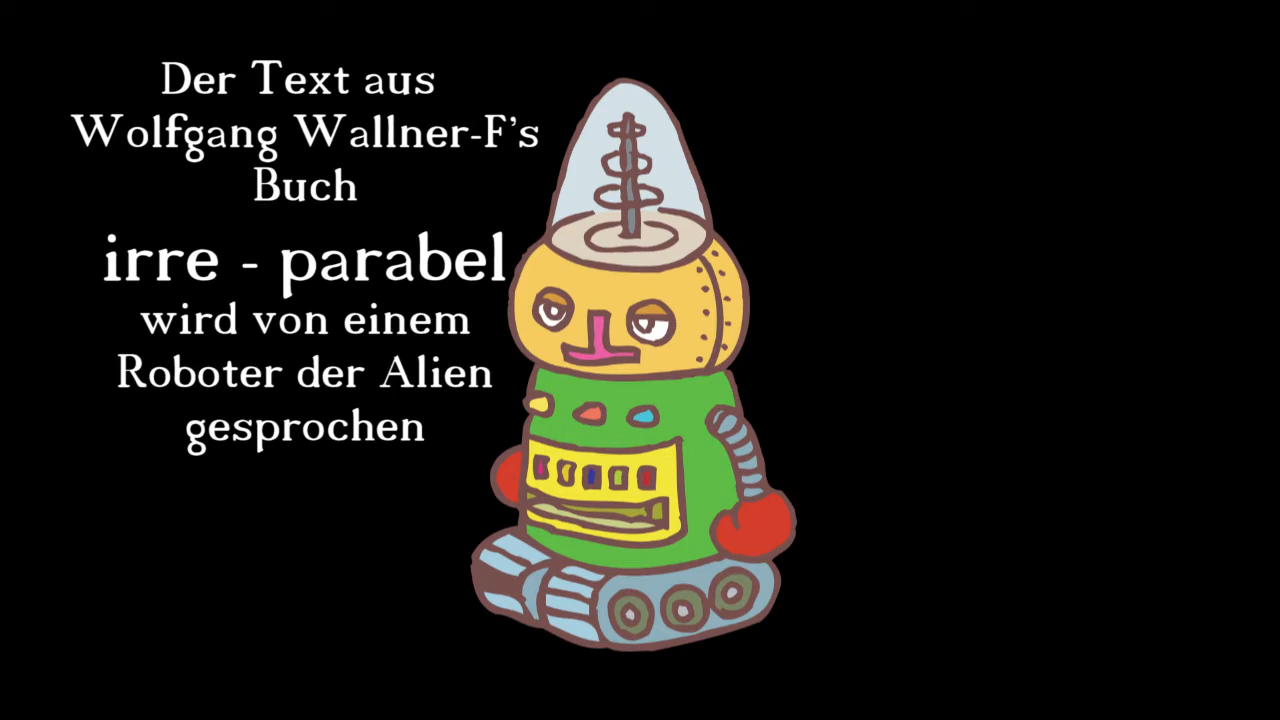 Der Text aus
Wolfgang Wallner-F's
Buch
irre - parabel
wird von einem
Roboter der Alien
gesprochen